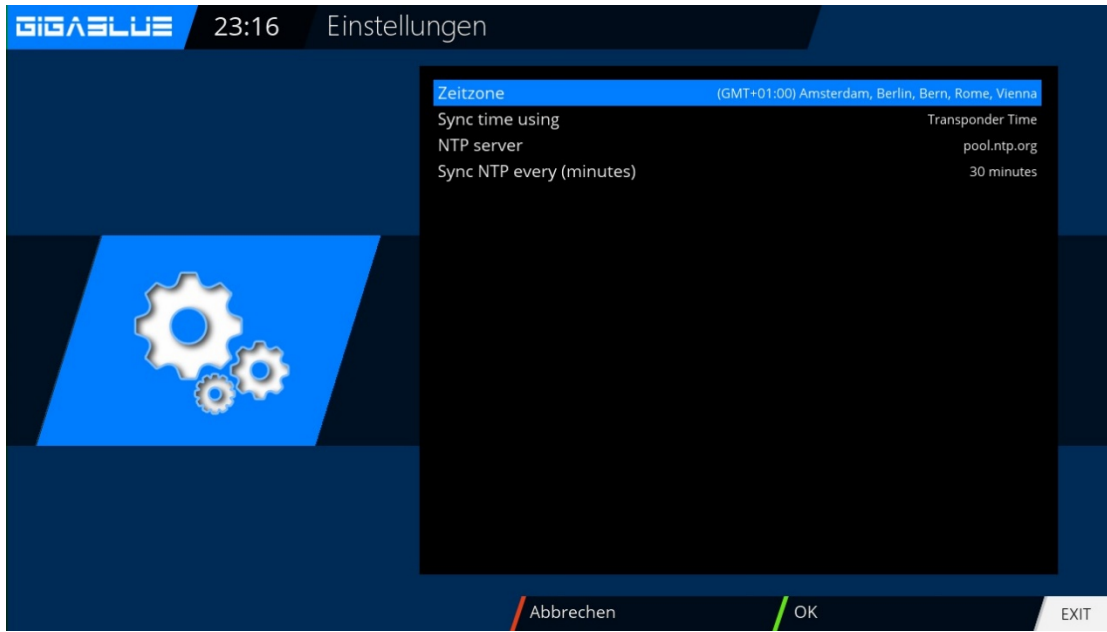 GIGABLUE 23:16 Einstellungen
Zeitzone (GMT+01:00) Amsterdam, Berlin, Bern, Rome, Vienna
Sync time using Transponder Time
NTP server pool.ntp.org
Sync NTP every (minutes) 30 minutes
Abbrechen OK EXIT